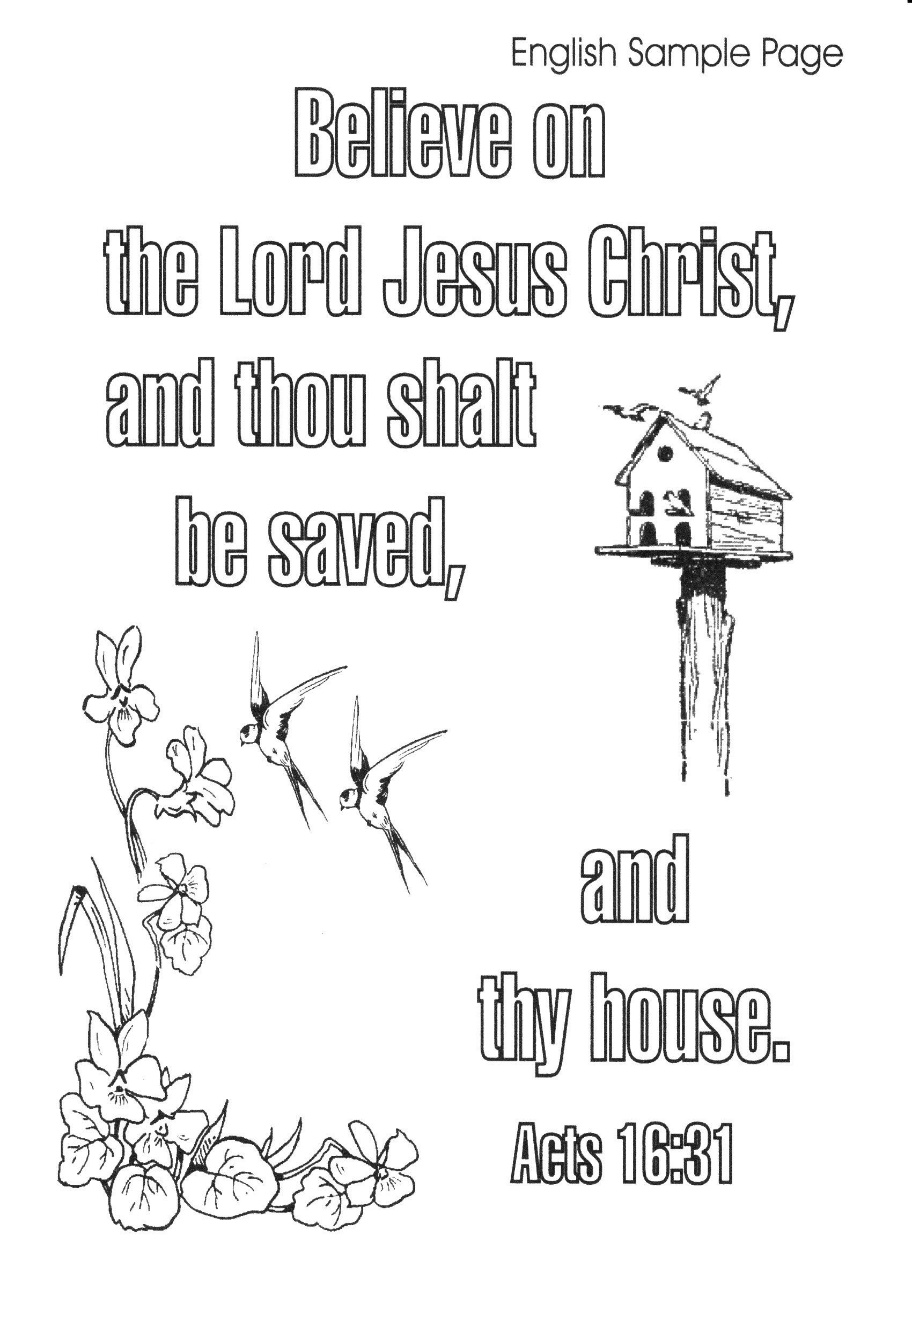 English Sample Page
Believe on
the Lord Jesus Christ,
and thou shalt
be saved,
and
thy house.
Acts 16:31